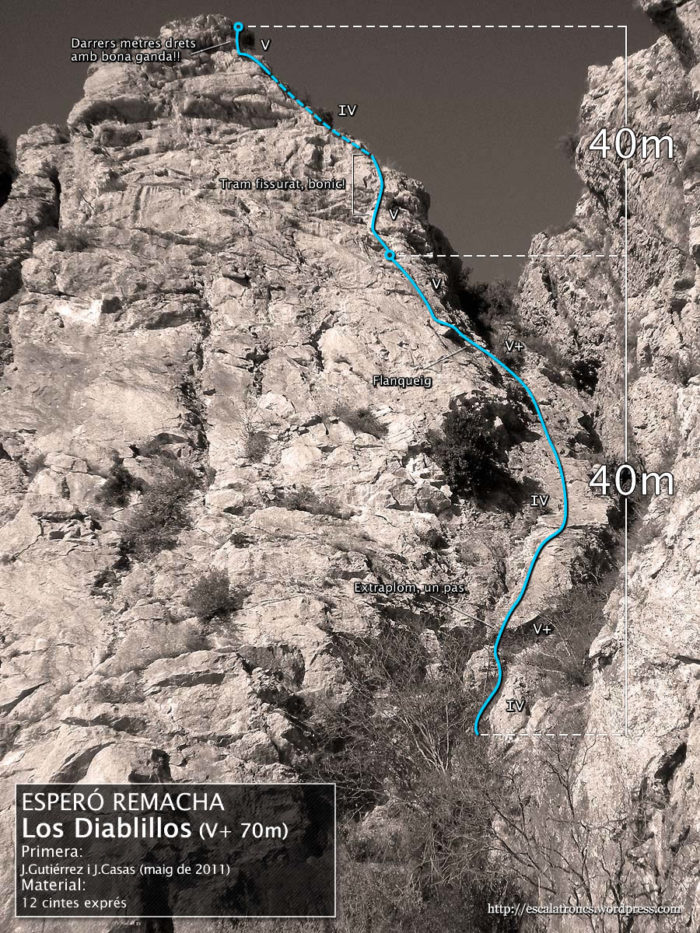 Darrers metres drets
amb bona ganda!!
V
IV
40m
Tram fissurat, bonic!
V
V
V+
Flanqueig
40m
IV
Extraplom, un pas
V+
IV
ESPERÓ REMACHA
Los Diablillos (V+ 70m)
Primera:
J.Gutiérrez i J.Casas (maig de 2011)
Material:
12 cintes exprés
http://escalatroncs.wordpress.com